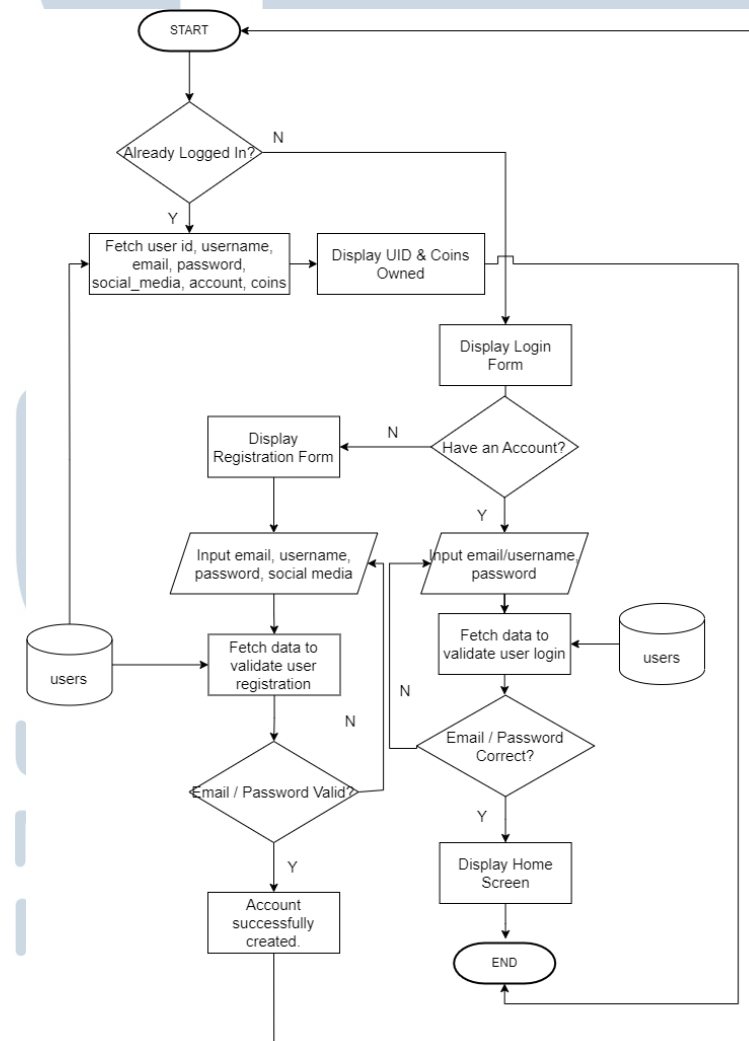 START
Already Logged In?
N
Y
Fetch user id, username,
email, password,
social_media, account, coins
Display UID & Coins
Owned
Display Login
Form
Have an Account?
N
Display
Registration Form
Y
Input email, username,
password, social media
Input email/username,
password
users
Fetch data to
validate user
registration
Fetch data to
validate user login
users
N
N
Email / Password Valid?
Email / Password
Correct?
Y
Y
Display Home
Screen
Account
successfully
created.
END